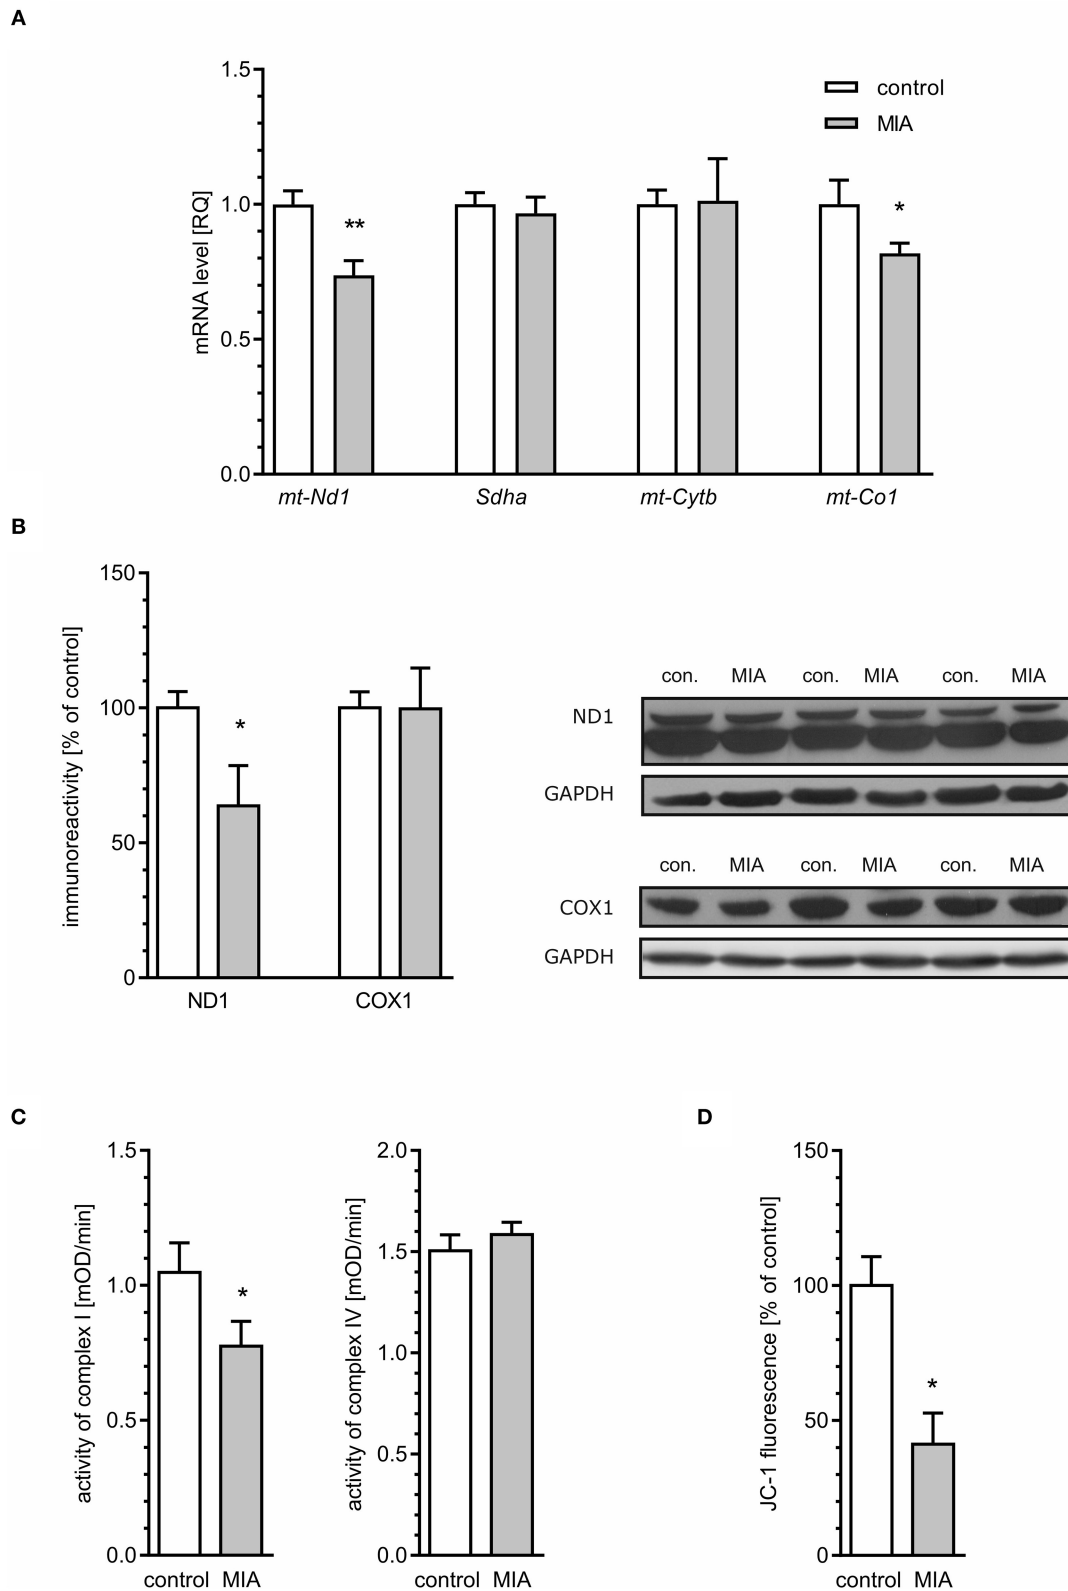 A
1.5
1.0
0.5
0.0
mRNA level [RQ]
control
MIA
**
*
mt-Nd1 Sdha mt-Cytb mt-Co1
B
150
100
50
0
immunoreactivity [% of control]
*
ND1 COX1
con. MIA con. MIA con. MIA
ND1
GAPDH
con. MIA con. MIA con. MIA
COX1
GAPDH
C
1.5
1.0
0.5
0.0
activity of complex I [mOD/min]
*
control MIA
2.0
1.5
1.0
0.5
0.0
activity of complex IV [mOD/min]
control MIA
D
150
100
50
0
JC-1 fluorescence [% of control]
*
control MIA